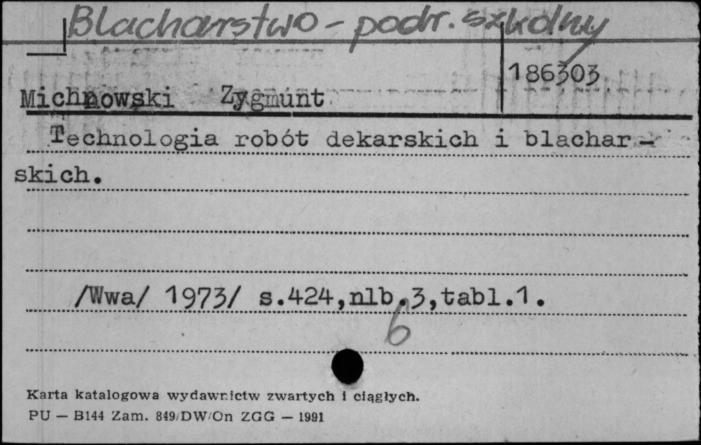 Blacharstwo - podr. szkolny
186303
Michnowski Zygmunt.
Technologia robót dekarskich i blachar-
skich.
/Wwa/ 1973/ s.424,nlb.3,tabl.1.
6
Karta katalogowa wydawnictw zwartych i ciągłych.
PU — B144 Zam. 849/DW/On ZGG — 1991